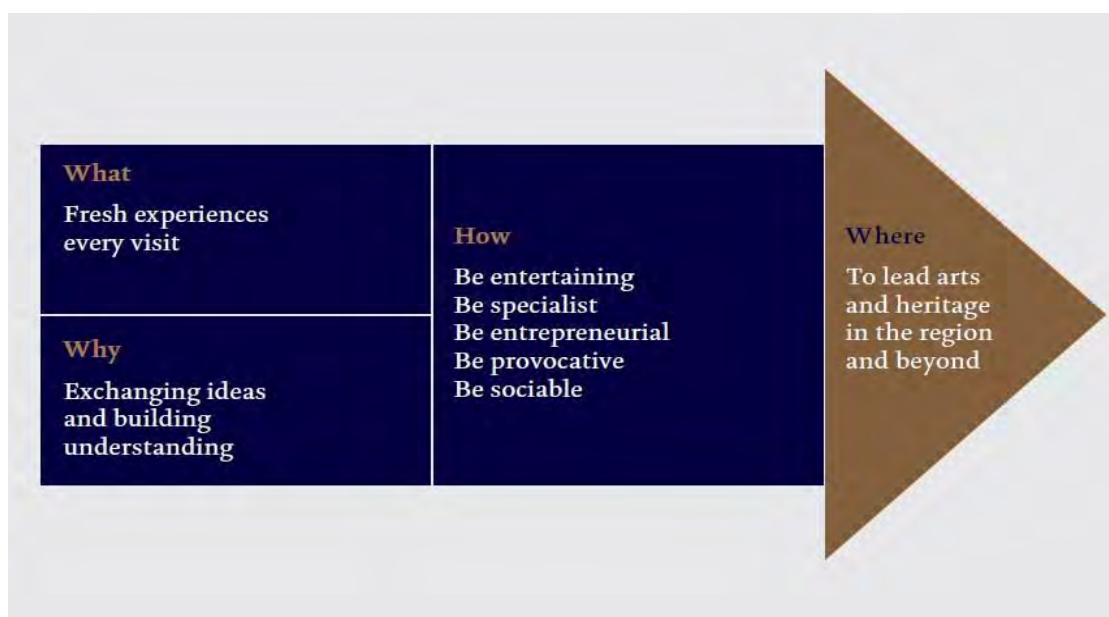 What
Fresh experiences
every visit
Why
Exchanging ideas
and building
understanding
How
Be entertaining
Be specialist
Be entrepreneurial
Be provocative
Be sociable
Where
To lead arts
and heritage
in the region
and beyond